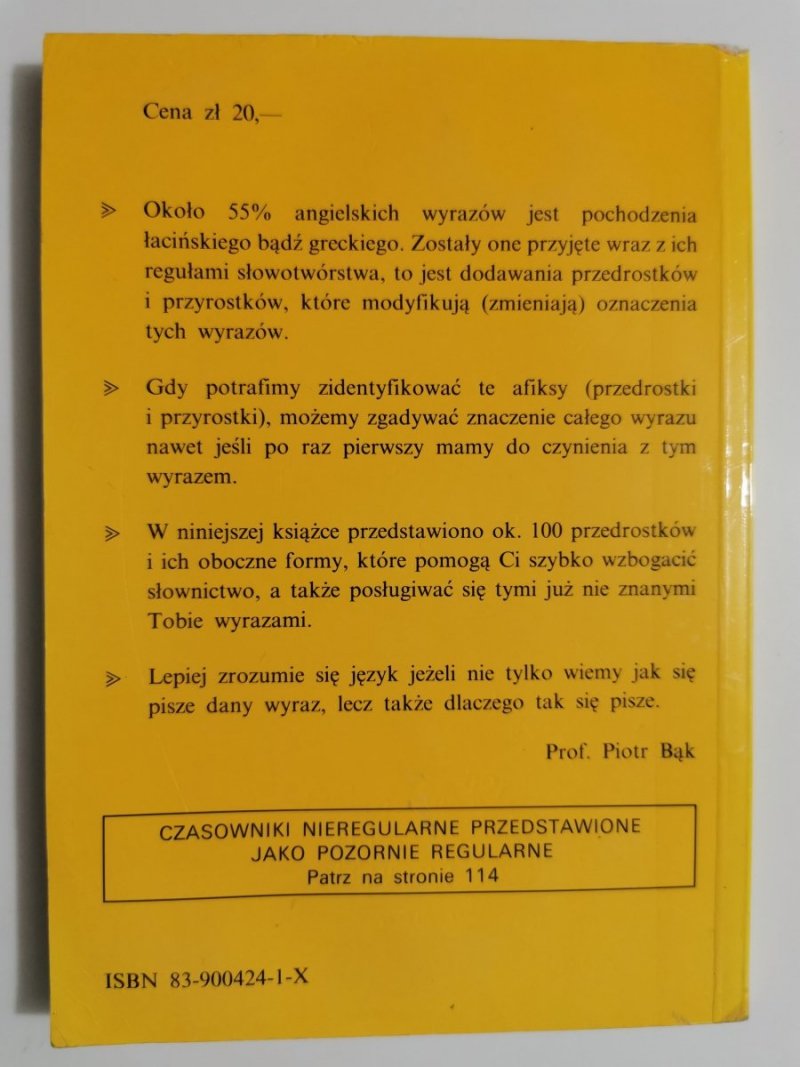 Cena zł 20,—
⪢ Około 55% angielskich wyrazów jest pochodzenia
łacińskiego bądź greckiego. Zostały one przyjęte wraz z ich
regułami słowotwórstwa, to jest dodawania przedrostków
i przyrostków, które modyfikują (zmieniają) oznaczenia
tych wyrazów.
⪢ Gdy potrafimy zidentyfikować te afiksy (przedrostki
i przyrostki), możemy zgadywać znaczenie całego wyrazu
nawet jeśli po raz pierwszy mamy do czynienia z tym
wyrazem.
⪢ W niniejszej książce przedstawiono ok. 100 przedrostków
i ich oboczne formy, które pomogą Ci szybko wzbogacić
słownictwo, a także posługiwać się tymi już nie znanymi
Tobie wyrazami.
⪢ Lepiej zrozumie się język jeżeli nie tylko wiemy jak się
pisze dany wyraz, lecz także dlaczego tak się pisze.
Prof. Piotr Bąk
CZASOWNIKI NIEREGULARNE PRZEDSTAWIONE
JAKO POZORNIE REGULARNE
Patrz na stronie 114
ISBN 83-900424-1-X